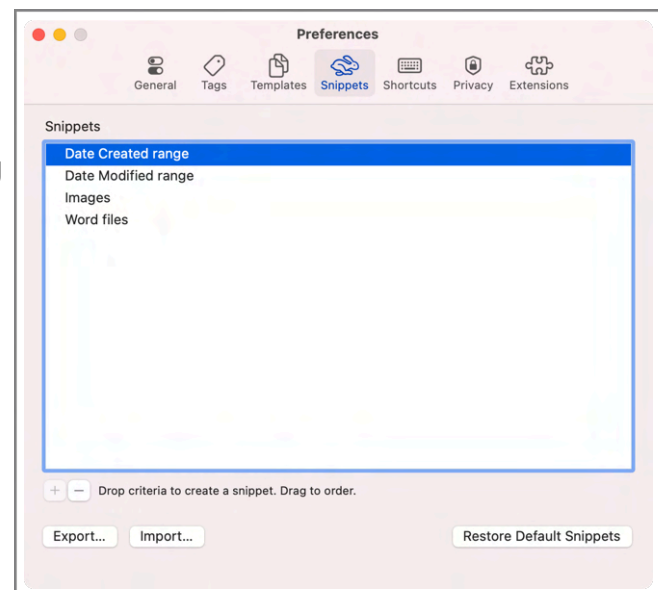 Preferences
General Tags Templates Snippets Shortcuts Privacy Extensions
Snippets
Date Created range
Date Modified range
Images
Word files
+ − Drop criteria to create a snippet. Drag to order.
Export... Import... Restore Default Snippets